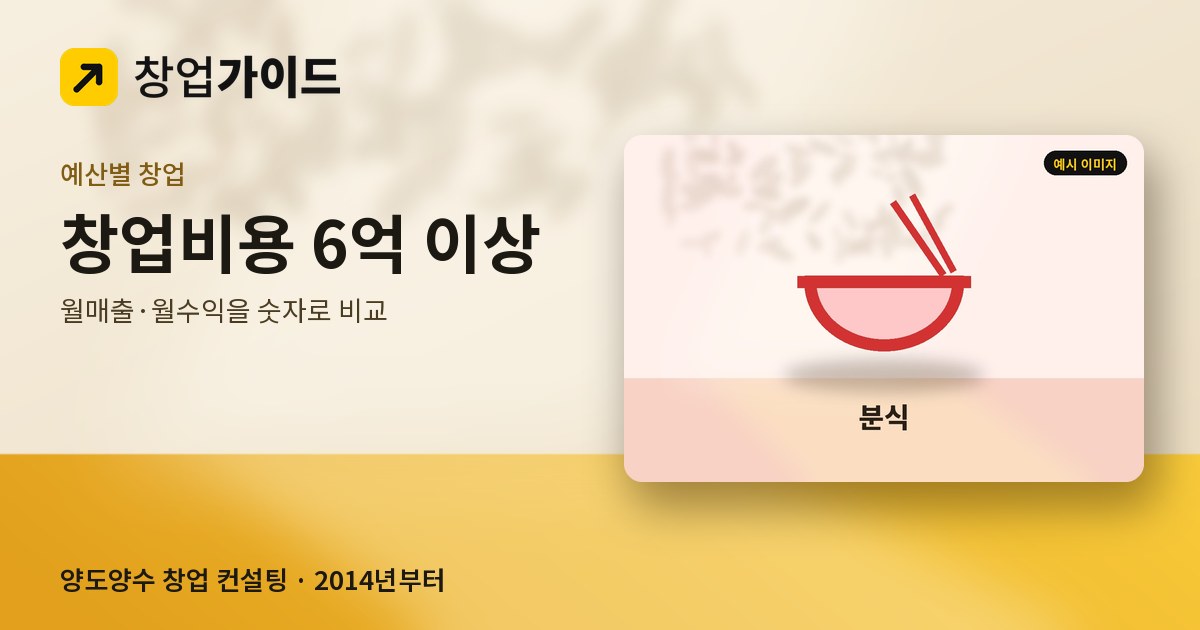 창업가이드
예산별 창업
창업비용 6억 이상
월매출·월수익을 숫자로 비교
예시 이미지
분식
양도양수 창업 컨설팅 · 2014년부터